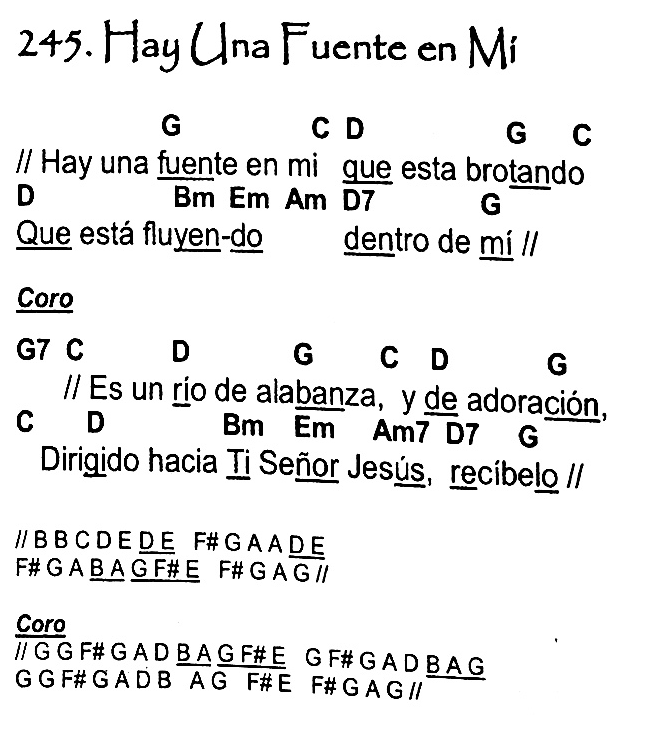 245. Hay Una Fuente en Mí
G C D G C
// Hay una fuente en mi que esta brotando
D Bm Em Am D7 G
Que está fluyen-do dentro de mí //
Coro
G7 C D G C D G
// Es un río de alabanza, y de adoración,
C D Bm Em Am7 D7 G
Dirigido hacia Ti Señor Jesús, recíbelo //
// B B C D E D E F# G A A D E
F# G A B A G F# E F# G A G //
Coro
// G G F# G A D B A G F# E G F# G A D B A G
G G F# G A D B A G F# E F# G A G //